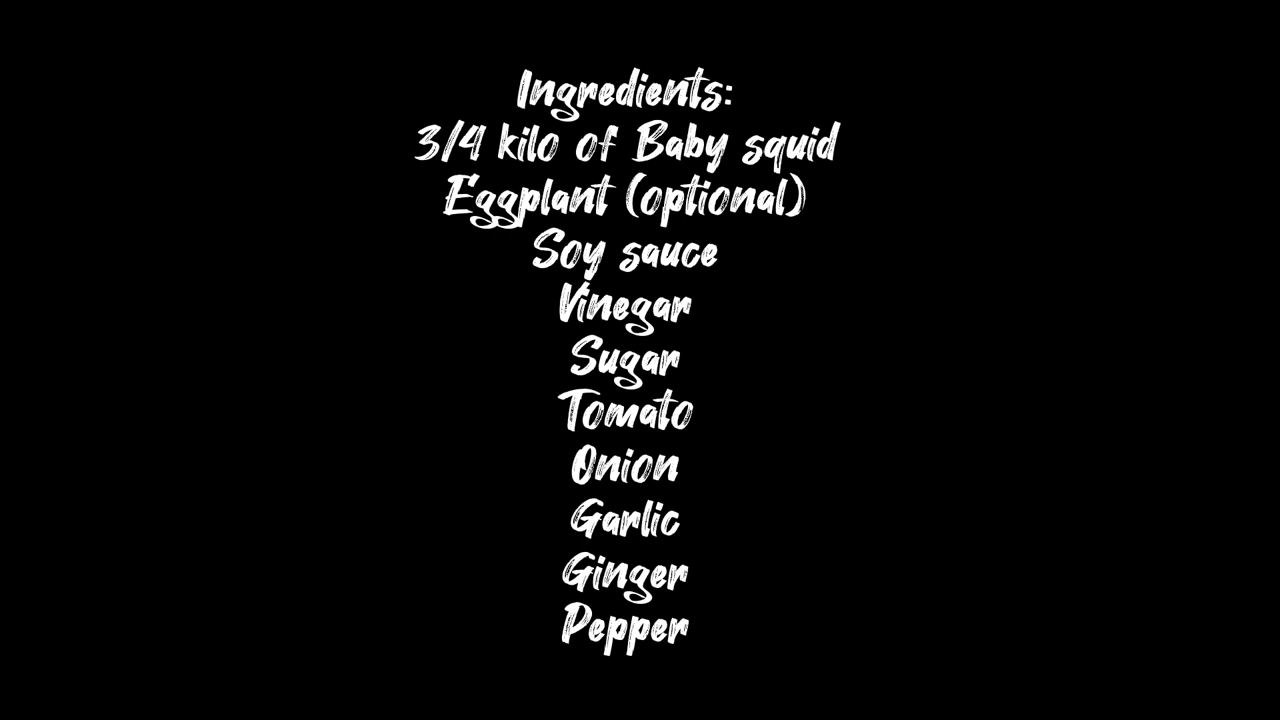 Ingredients:
3/4 kilo of Baby squid
Eggplant (optional)
Soy sauce
Vinegar
Sugar
Tomato
Onion
Garlic
Ginger
Pepper